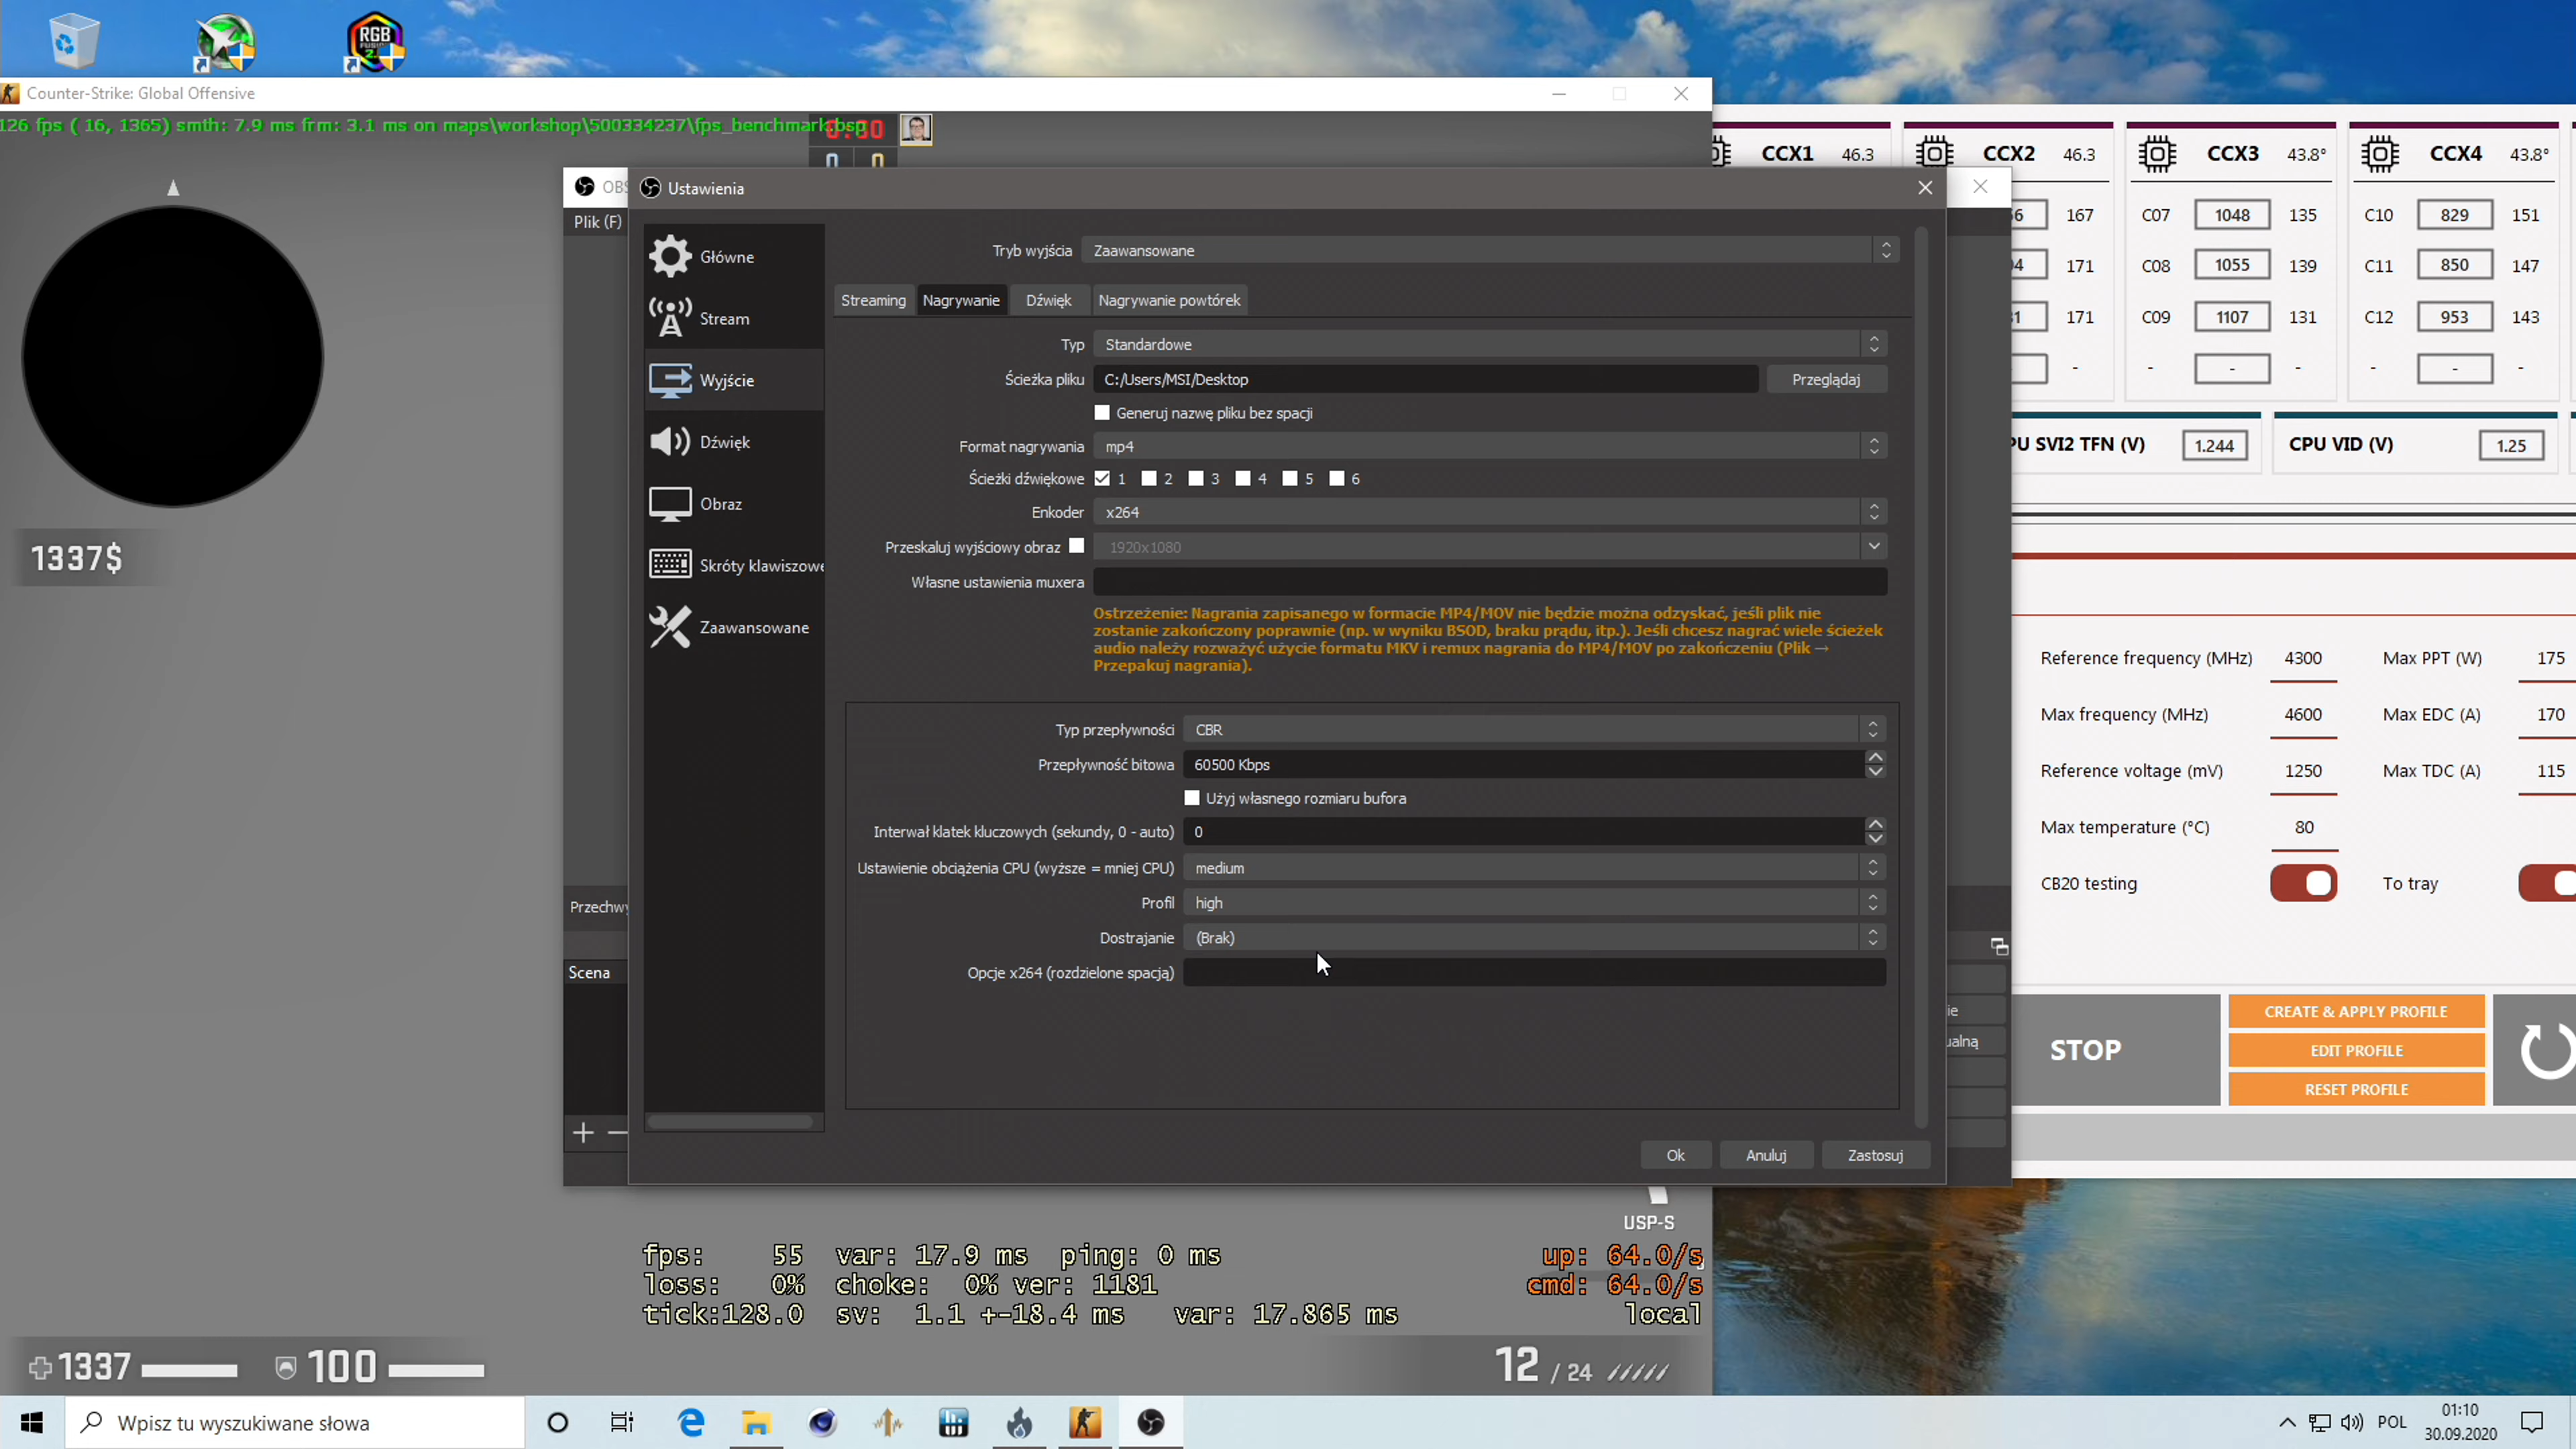 RGB
FUSION
2.
Counter-Strike: Global Offensive
126 fps ( 16, 1365) smth: 7.9 ms frm: 3.1 ms on maps\workshop\500334237\fps_benchmark.bsp
0 0
1337$
OBS
Plik (F)
Przechwy
Scena
Ustawienia
Główne
Stream
Wyjście
Dźwięk
Obraz
Skróty klawiszowe
Zaawansowane
Tryb wyjścia Zaawansowane
Streaming Nagrywanie Dźwięk Nagrywanie powtórek
Typ Standardowe
Ścieżka pliku C:/Users/MSI/Desktop Przeglądaj
Generuj nazwę pliku bez spacji
Format nagrywania mp4
Ścieżki dźwiękowe 1 2 3 4 5 6
Enkoder x264
Przeskaluj wyjściowy obraz 1920x1080
Własne ustawienia muxera
Ostrzeżenie: Nagrania zapisanego w formacie MP4/MOV nie będzie można odzyskać, jeśli plik nie
zostanie zakończony poprawnie (np. w wyniku BSOD, braku prądu, itp.). Jeśli chcesz nagrać wiele ścieżek
audio należy rozważyć użycie formatu MKV i remux nagrania do MP4/MOV po zakończeniu (Plik →
Przepakuj nagrania).
Typ przepływności CBR
Przepływność bitowa 60500 Kbps
Użyj własnego rozmiaru bufora
Interwał klatek kluczowych (sekundy, 0 - auto) 0
Ustawienie obciążenia CPU (wyższe = mniej CPU) medium
Profil high
Dostrajanie (Brak)
Opcje x264 (rozdzielone spacją)
Ok Anuluj Zastosuj
ie
ualną
CCX1 46.3 CCX2 46.3 CCX3 43.8° CCX4 43.8°
167 C07 1048 135 C10 829 151
171 C08 1055 139 C11 850 147
171 C09 1107 131 C12 953 143
- - - - - - -
PU SVI2 TFN (V) 1.244 CPU VID (V) 1.25
Reference frequency (MHz) 4300 Max PPT (W) 175
Max frequency (MHz) 4600 Max EDC (A) 170
Reference voltage (mV) 1250 Max TDC (A) 115
Max temperature (°C) 80
CB20 testing To tray
STOP
CREATE & APPLY PROFILE
EDIT PROFILE
RESET PROFILE
USP-S
fps: 55 var: 17.9 ms ping: 0 ms up: 64.0/s
loss: 0% choke: 0% ver: 1181 cmd: 64.0/s
tick:128.0 sv: 1.1 +-18.4 ms var: 17.865 ms local
1337 100 12 / 24
Wpisz tu wyszukiwane słowa
POL
01:10
30.09.2020